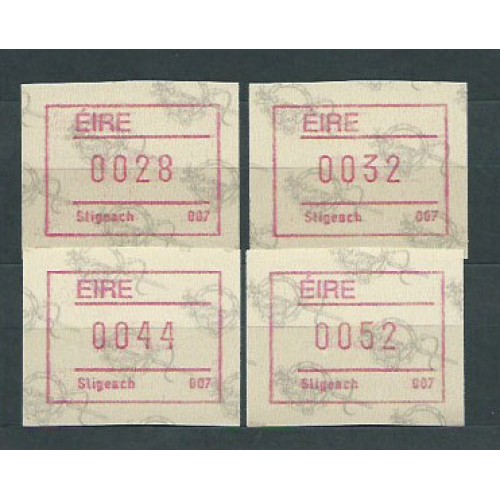 ÉIRE
0028
Sligeach 007
ÉIRE
0032
Sligeach 007
ÉIRE
0044
Sligeach 007
ÉIRE
0052
Sligeach 007